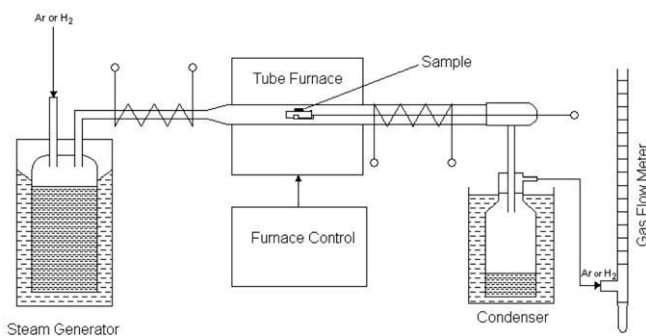 Ar or H₂
Tube Furnace
Sample
Furnace Control
Gas Flow Meter
Ar or H₂
Steam Generator
Condenser